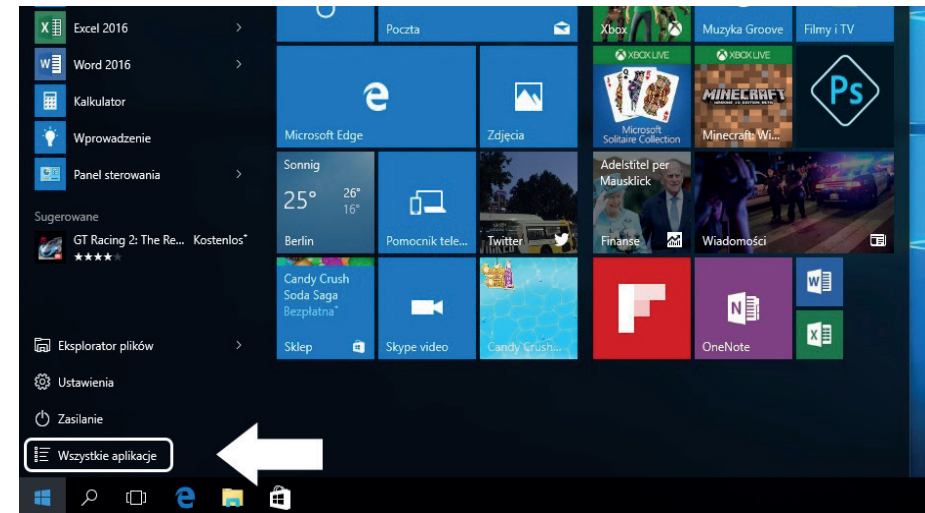 Excel 2016
Word 2016
Kalkulator
Wprowadzenie
Panel sterowania
Sugerowane
GT Racing 2: The Re... Kostenlos*
Eksplorator plików
Ustawienia
Zasilanie
Wszystkie aplikacje
Poczta
Microsoft Edge
Zdjęcia
Sonnig
25° 26°
16°
Berlin
Pomocnik tele...
Twitter
Candy Crush
Soda Saga
Bezpłatna*
Sklep
Skype video
Candy Crush...
Xbox
Muzyka Groove
Filmy i TV
XBOX LIVE
Microsoft
Solitaire Collection
XBOX LIVE
MINECRAFT
Minecraft: Wi...
Ps
Adelstitel per
Mausklick
Finanse
Wiadomości
N
OneNote